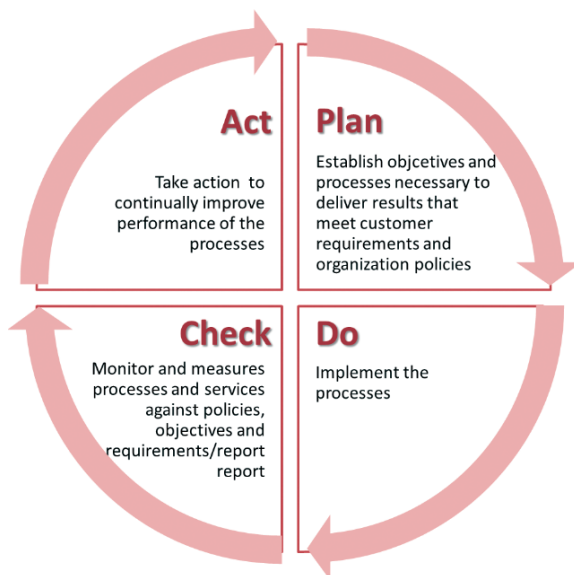 Act
Take action to
continually improve
performance of the
processes
Plan
Establish objcetives and
processes necessary to
deliver results that
meet customer
requirements and
organization policies
Check
Monitor and measures
processes and services
against policies,
objectives and
requirements/report
report
Do
Implement the
processes